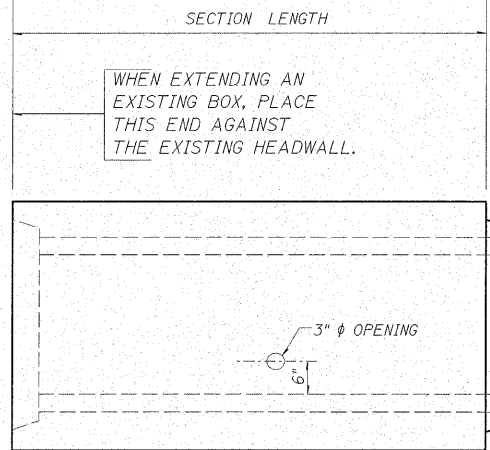 SECTION LENGTH
WHEN EXTENDING AN
EXISTING BOX, PLACE
THIS END AGAINST
THE EXISTING HEADWALL.
3" ϕ OPENING
6"